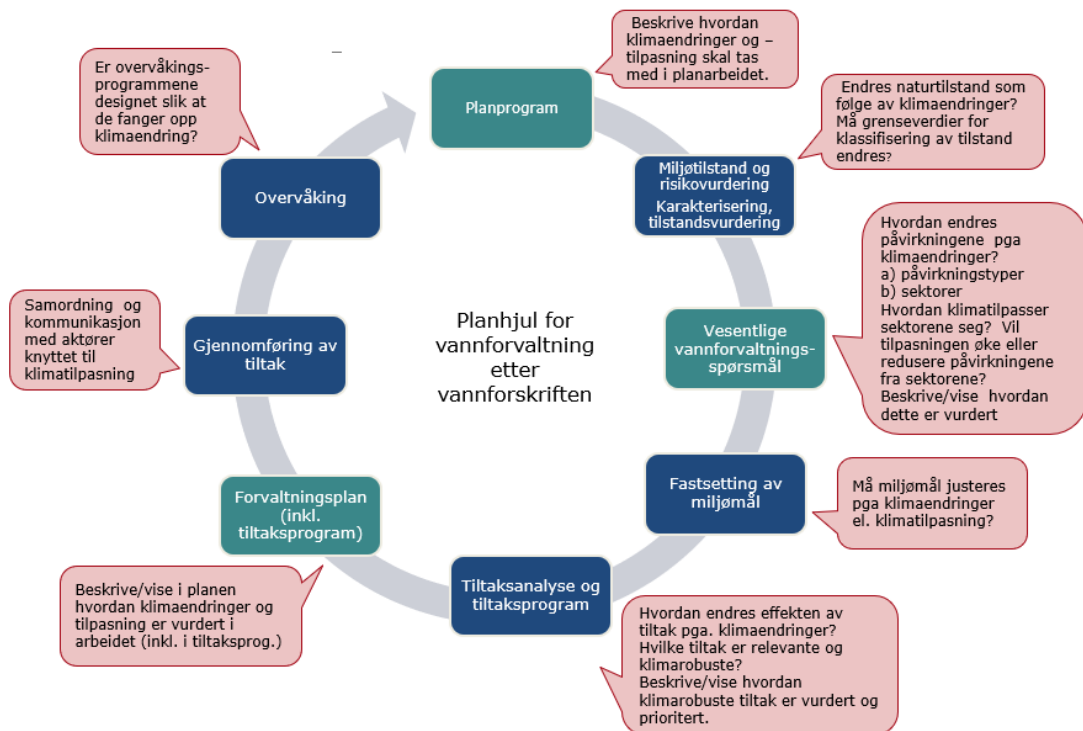 Beskrive hvordan
klimaendringer og –
tilpasning skal tas
med i planarbeidet.
Er overvåkings-
programmene
designet slik at
de fanger opp
klimaendring?
Planprogram
Endres naturtilstand som
følge av klimaendringer?
Må grenseverdier for
klassifisering av tilstand
endres?
Miljøtilstand og
risikovurdering
Karakterisering,
tilstandsvurdering
Overvåking
Hvordan endres
påvirkningene pga
klimaendringer?
a) påvirkningstyper
b) sektorer
Hvordan klimatilpasser
sektorene seg? Vil
tilpasningen øke eller
redusere påvirkningene
fra sektorene?
Beskrive/vise hvordan
dette er vurdert
Samordning og
kommunikasjon
med aktører
knyttet til
klimatilpasning
Gjennomføring av
tiltak
Planhjul for
vannforvaltning
etter
vannforskriften
Vesentlige
vannforvaltnings-
spørsmål
Fastsetting av
miljømål
Må miljømål justeres
pga klimaendringer
el. klimatilpasning?
Forvaltningsplan
(inkl.
tiltaksprogram)
Tiltaksanalyse og
tiltaksprogram
Beskrive/vise i planen
hvordan klimaendringer og
tilpasning er vurdert i
arbeidet (inkl. i tiltaksprog.)
Hvordan endres effekten av
tiltak pga. klimaendringer?
Hvilke tiltak er relevante og
klimarobuste?
Beskrive/vise hvordan
klimarobuste tiltak er vurdert og
prioritert.